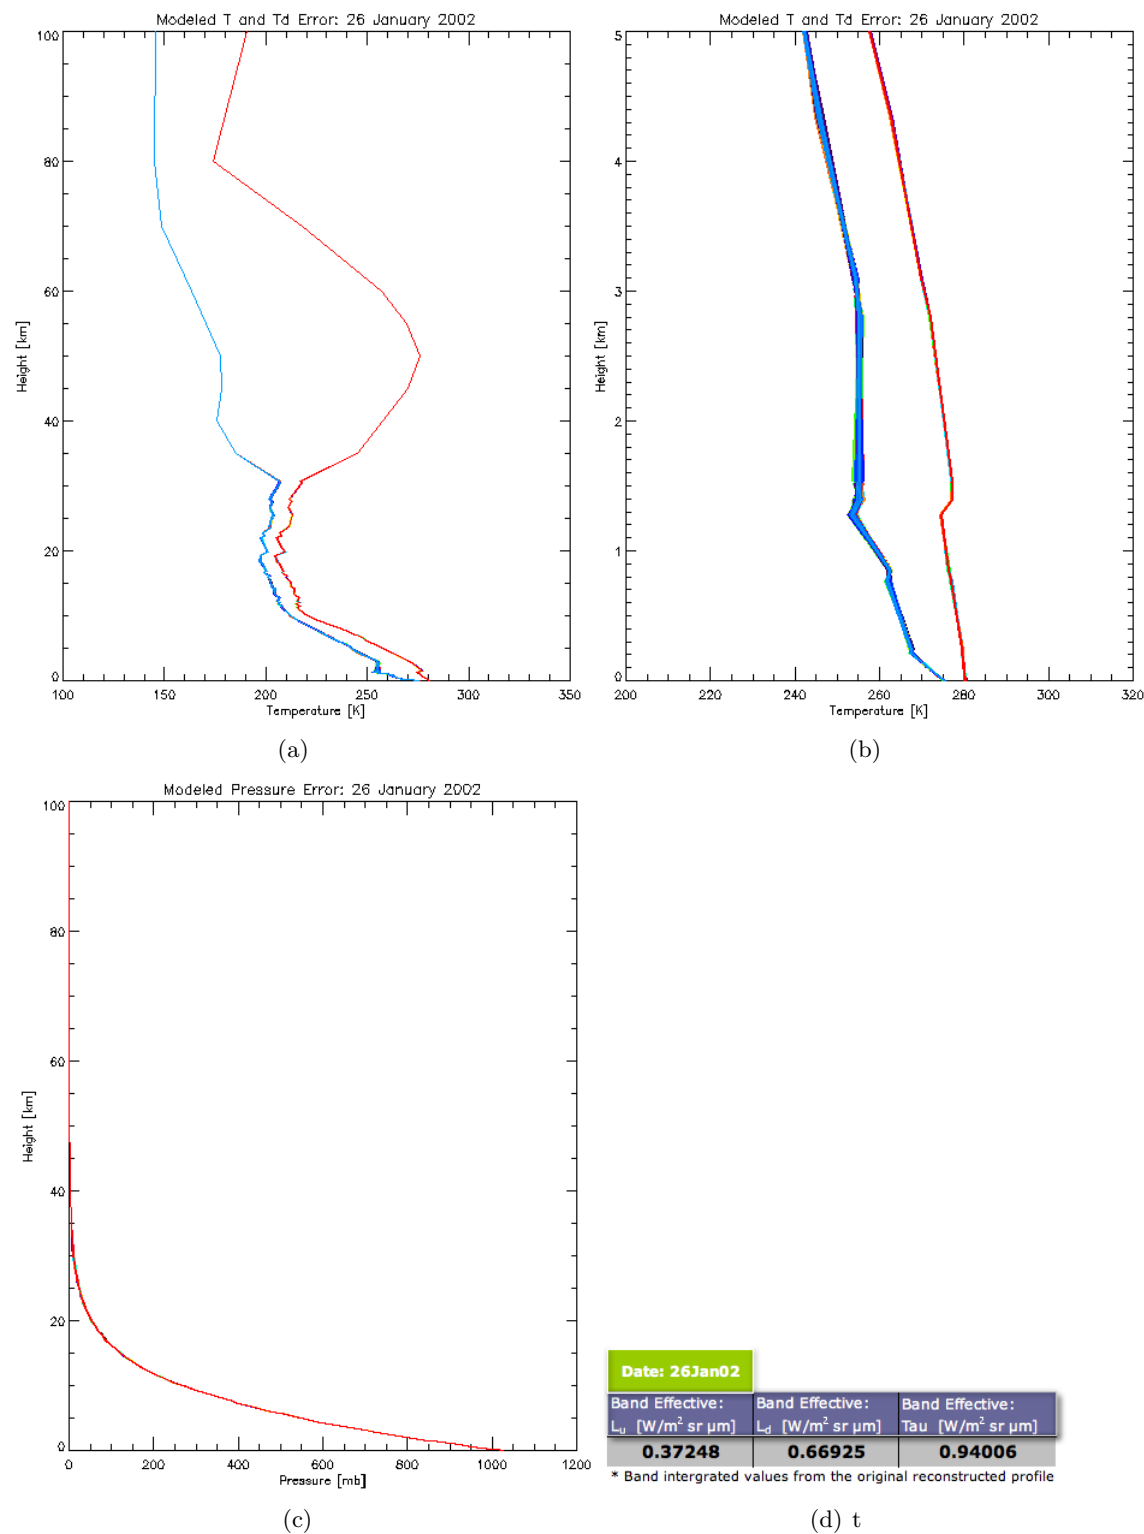 Modeled T and Td Error: 26 January 2002
100
80
60
40
20
0
Height [km]
100 150 200 250 300 350
Temperature [K]
(a)
Modeled T and Td Error: 26 January 2002
5
4
3
2
1
0
Height [km]
200 220 240 260 280 300 320
Temperature [K]
(b)
Modeled Pressure Error: 26 January 2002
100
80
60
40
20
0
Height [km]
0 200 400 600 800 1000 1200
Pressure [mb]
(c)
Date: 26Jan02
Band Effective: Band Effective: Band Effective:
Lu [W/m² sr µm] Ld [W/m² sr µm] Tau [W/m² sr µm]
0.37248 0.66925 0.94006
* Band intergrated values from the original reconstructed profile
(d) t